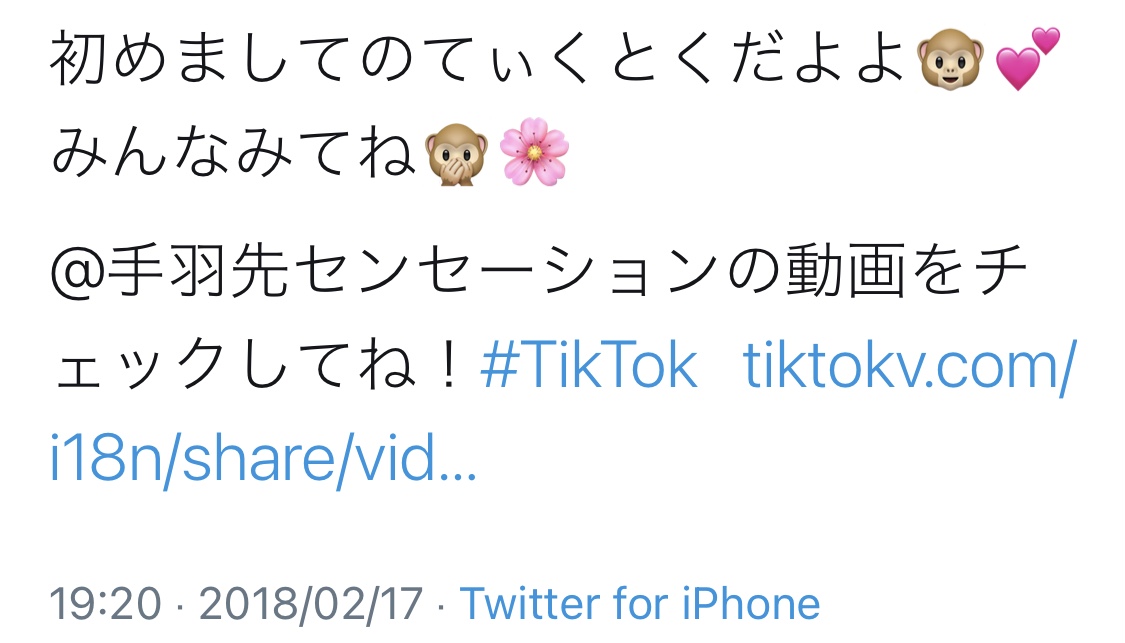 初めましてのてぃくとくだよよ🐵💕
みんなみてね🙊🌸
@手羽先センセーションの動画をチ
ェックしてね！#TikTok tiktokv.com/
i18n/share/vid…
19:20 · 2018/02/17 · Twitter for iPhone